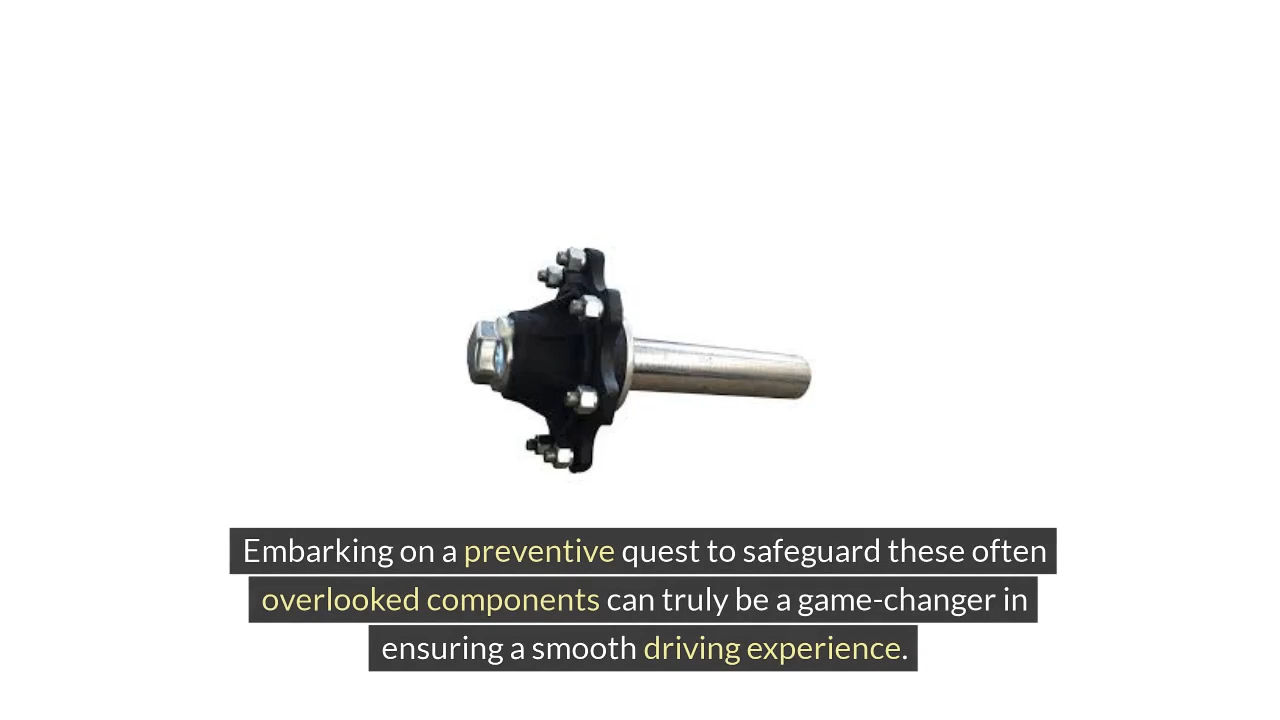 Embarking on a preventive quest to safeguard these often
overlooked components can truly be a game-changer in
ensuring a smooth driving experience.